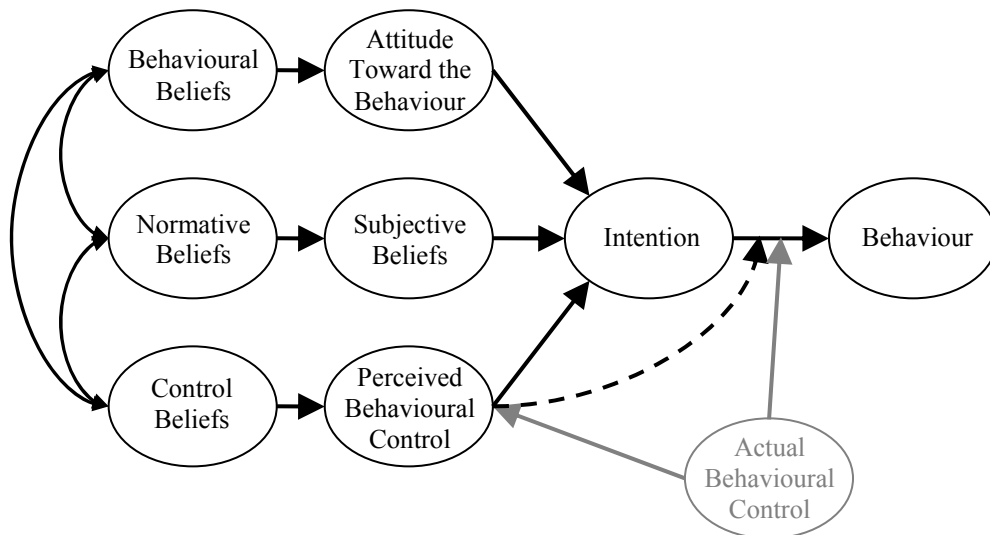 Behavioural
Beliefs
Attitude
Toward the
Behaviour
Normative
Beliefs
Subjective
Beliefs
Intention
Behaviour
Control
Beliefs
Perceived
Behavioural
Control
Actual
Behavioural
Control